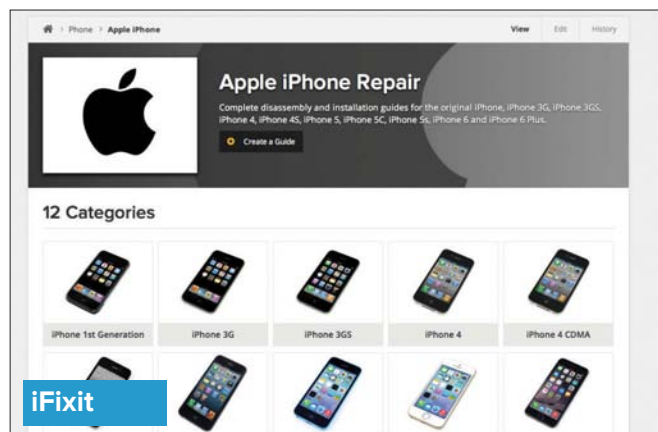 Phone > Apple iPhone
View Edit History
Apple iPhone Repair
Complete disassembly and installation guides for the original iPhone, iPhone 3G, iPhone 3GS,
iPhone 4, iPhone 4S, iPhone 5, iPhone 5C, iPhone 5s, iPhone 6 and iPhone 6 Plus.
Create a Guide
12 Categories
iPhone 1st Generation
iPhone 3G
iPhone 3GS
iPhone 4
iPhone 4 CDMA
iFixit